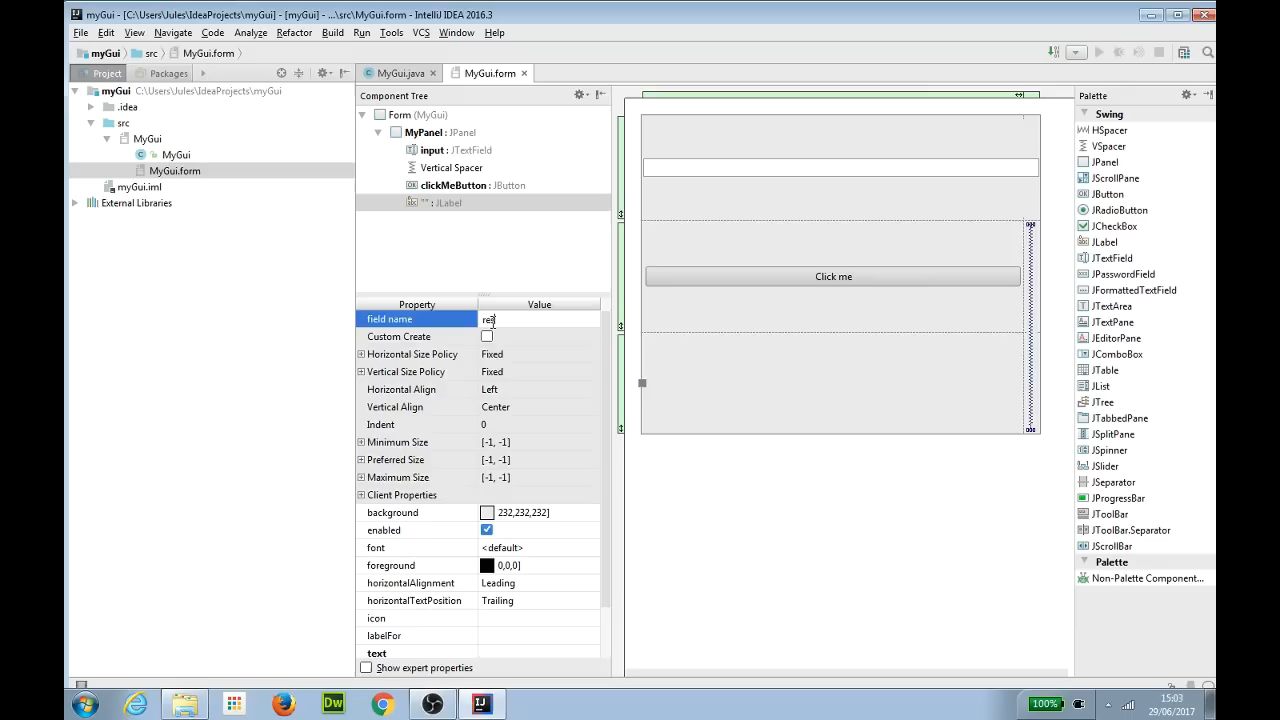 myGui - [C:\Users\Jules\IdeaProjects\myGui] - [myGui] - ...\src\MyGui.form - IntelliJ IDEA 2016.3
File Edit View Navigate Code Analyze Refactor Build Run Tools VCS Window Help
myGui src MyGui.form
Project Packages
myGui C:\Users\Jules\IdeaProjects\myGui
.idea
src
MyGui
MyGui
MyGui.form
myGui.iml
External Libraries
MyGui.java MyGui.form
Component Tree
Form (MyGui)
MyPanel : JPanel
input : JTextField
Vertical Spacer
clickMeButton : JButton
"" : JLabel
Property Value
field name
Custom Create
Horizontal Size Policy Fixed
Vertical Size Policy Fixed
Horizontal Align Left
Vertical Align Center
Indent 0
Minimum Size [-1, -1]
Preferred Size [-1, -1]
Maximum Size [-1, -1]
Client Properties
background 232,232,232]
enabled
font <default>
foreground 0,0,0]
horizontalAlignment Leading
horizontalTextPosition Trailing
icon
labelFor
text
Show expert properties
Click me
Palette
Swing
HSpacer
VSpacer
JPanel
JScrollPane
JButton
JRadioButton
JCheckBox
JLabel
JTextField
JPasswordField
JFormattedTextField
JTextArea
JTextPane
JEditorPane
JComboBox
JTable
JList
JTree
JTabbedPane
JSplitPane
JSpinner
JSlider
JSeparator
JProgressBar
JToolBar
JToolBar.Separator
JScrollBar
Palette
Non-Palette Component...
Dw
100%
15:03
29/06/2017